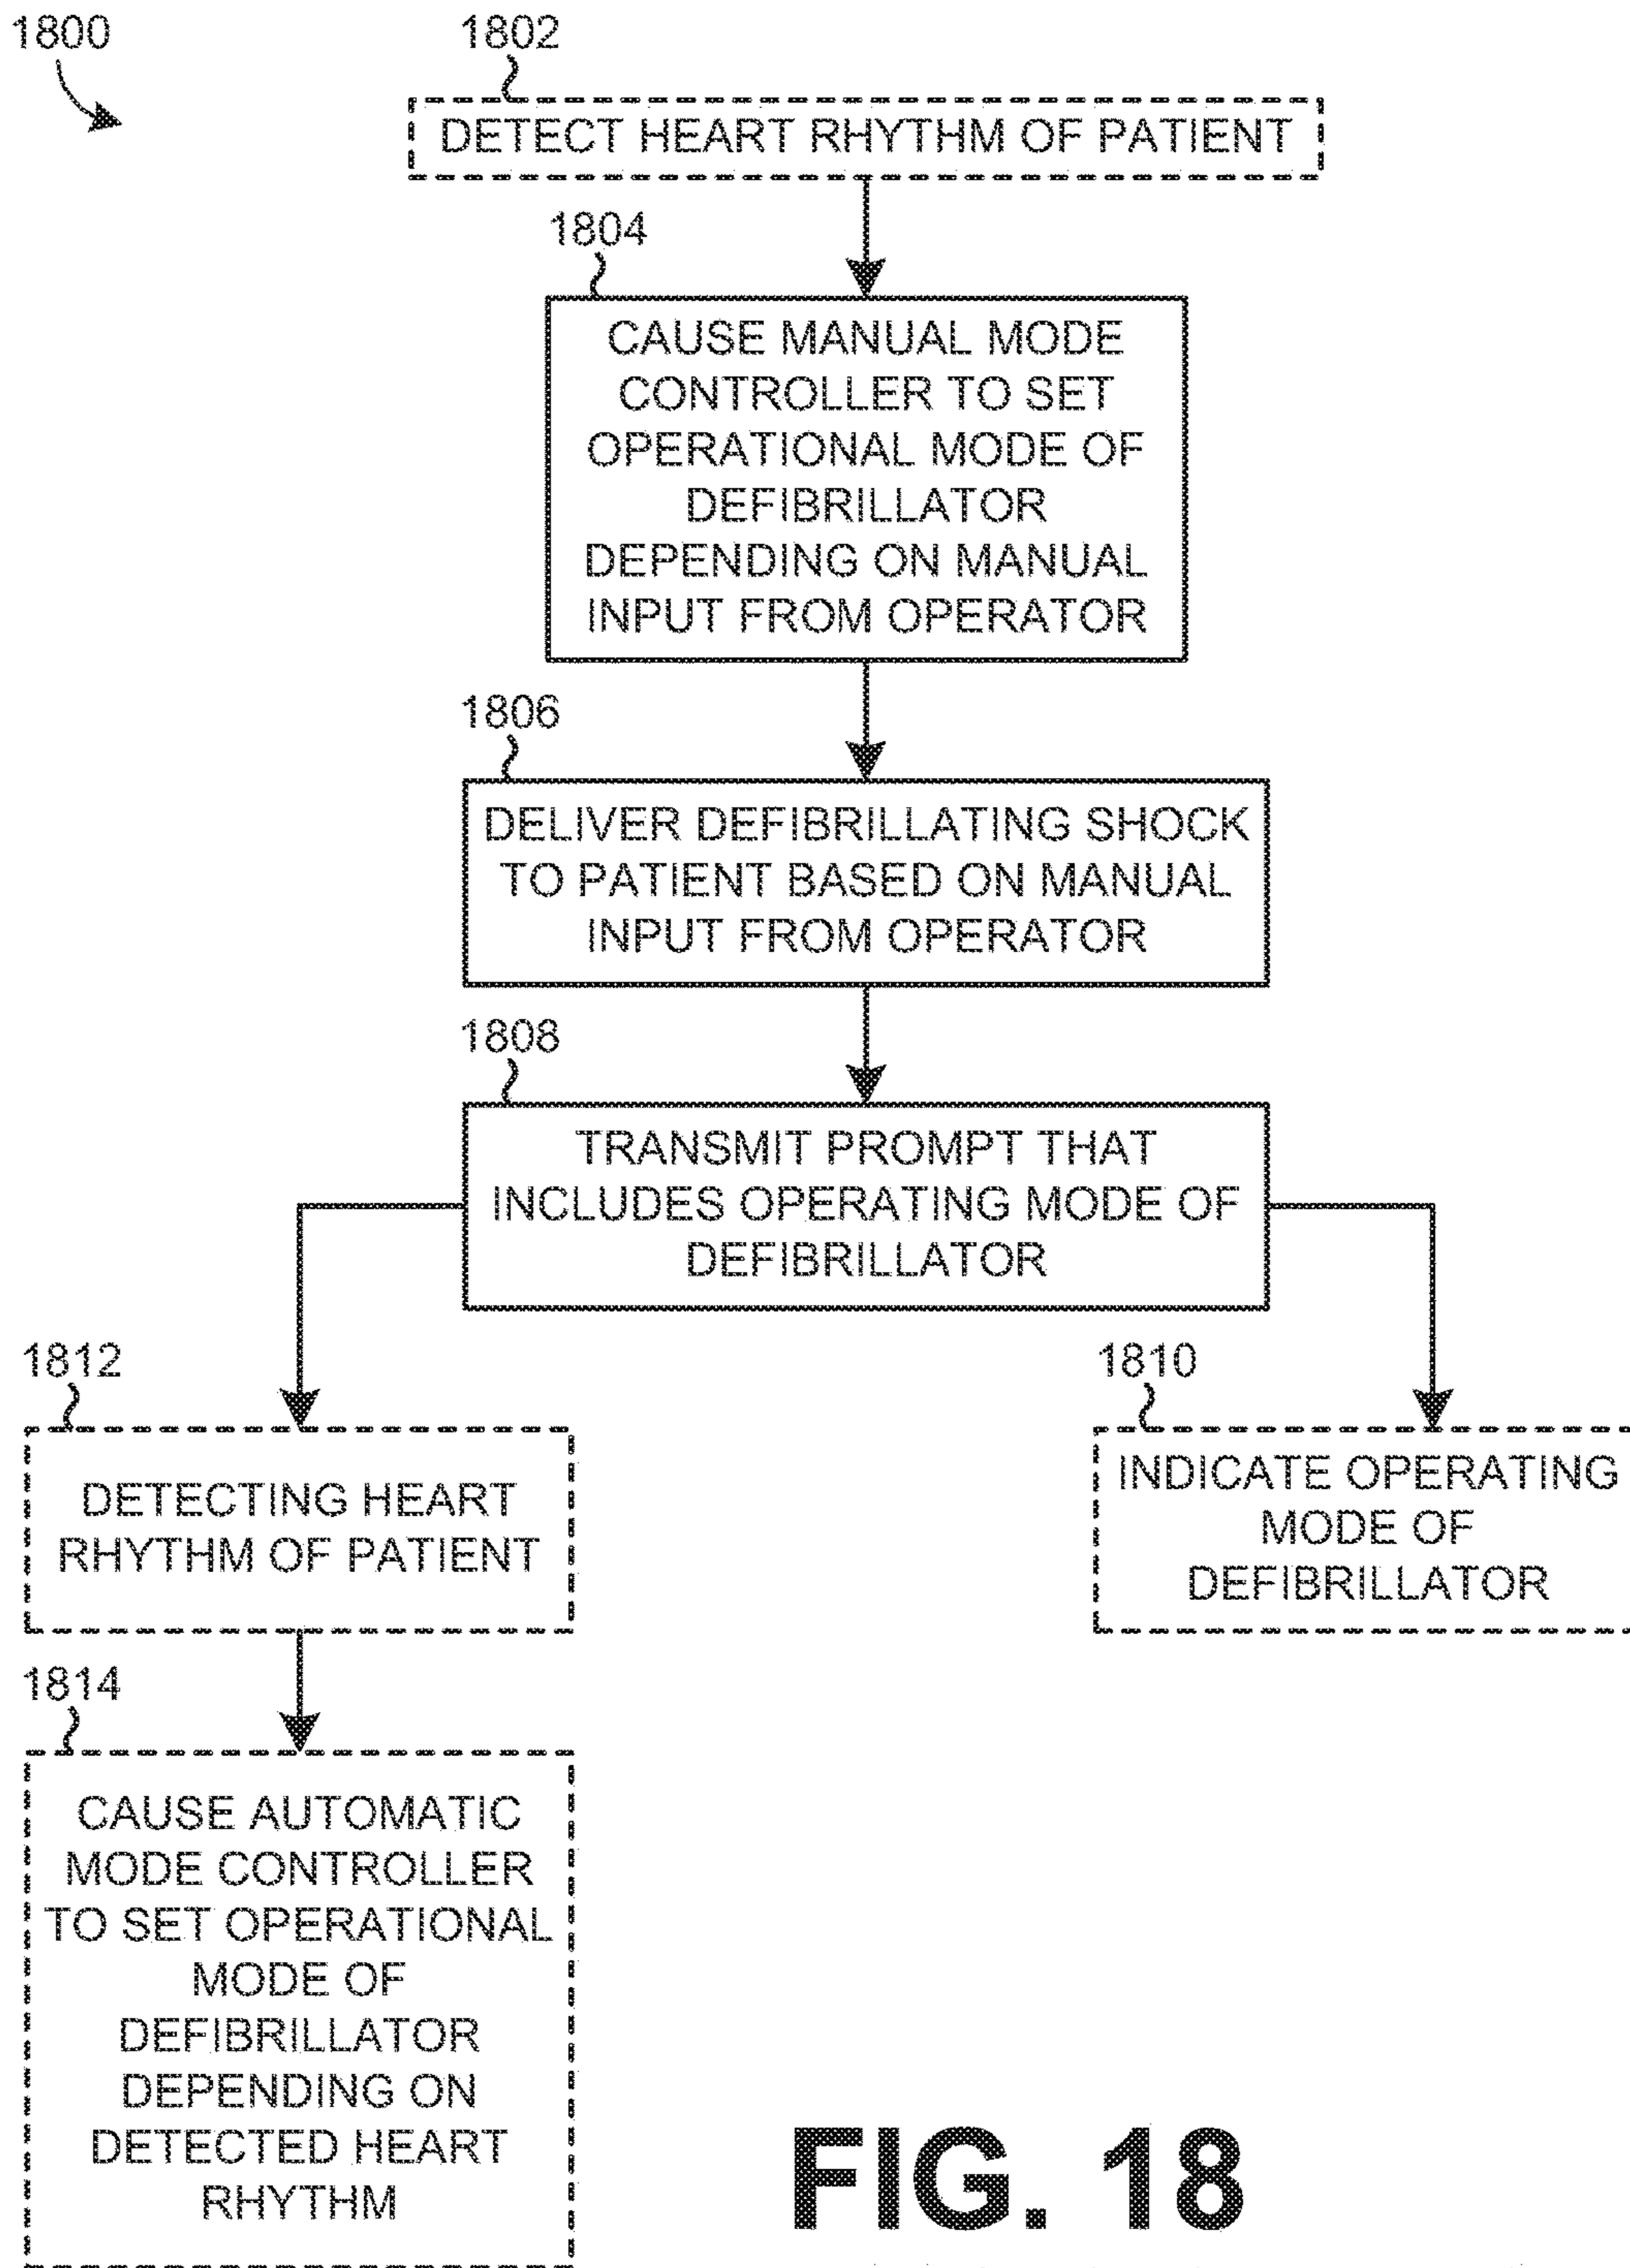 1800
1802
DETECT HEART RHYTHM OF PATIENT
1804
CAUSE MANUAL MODE
CONTROLLER TO SET
OPERATIONAL MODE OF
DEFIBRILLATOR
DEPENDING ON MANUAL
INPUT FROM OPERATOR
1806
DELIVER DEFIBRILLATING SHOCK
TO PATIENT BASED ON MANUAL
INPUT FROM OPERATOR
1808
TRANSMIT PROMPT THAT
INCLUDES OPERATING MODE OF
DEFIBRILLATOR
1812
DETECTING HEART
RHYTHM OF PATIENT
1810
INDICATE OPERATING
MODE OF
DEFIBRILLATOR
1814
CAUSE AUTOMATIC
MODE CONTROLLER
TO SET OPERATIONAL
MODE OF
DEFIBRILLATOR
DEPENDING ON
DETECTED HEART
RHYTHM
FIG. 18